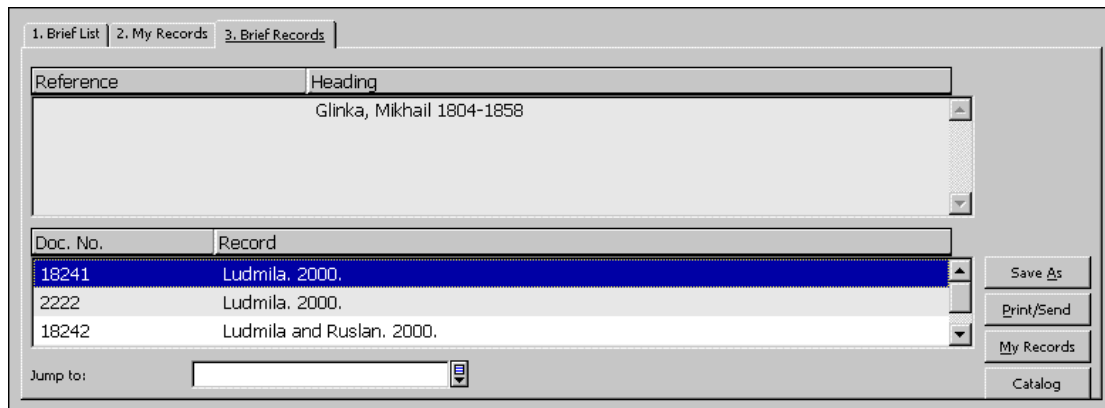 1. Brief List 2. My Records 3. Brief Records
Reference Heading
Glinka, Mikhail 1804-1858
Doc. No. Record
18241 Ludmila. 2000.
2222 Ludmila. 2000.
18242 Ludmila and Ruslan. 2000.
Save As
Print/Send
My Records
Jump to:
Catalog